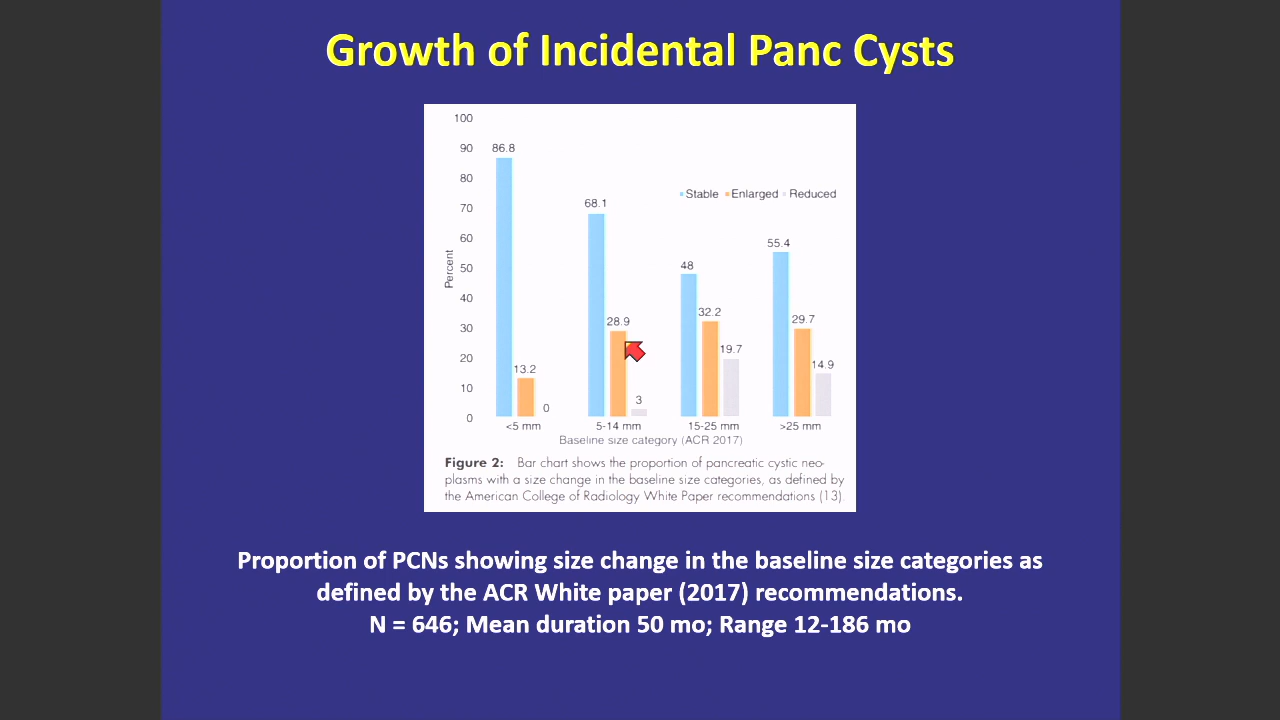 Growth of Incidental Panc Cysts
100
90
80
70
60
50
40
30
20
10
0
Percent
86.8
13.2
0
68.1
28.9
3
48
32.2
19.7
55.4
29.7
14.9
Stable Enlarged Reduced
<5 mm 5-14 mm 15-25 mm >25 mm
Baseline size category (ACR 2017)
Figure 2: Bar chart shows the proportion of pancreatic cystic neo-
plasms with a size change in the baseline size categories, as defined by
the American College of Radiology White Paper recommendations (13)
Proportion of PCNs showing size change in the baseline size categories as
defined by the ACR White paper (2017) recommendations.
N = 646; Mean duration 50 mo; Range 12-186 mo